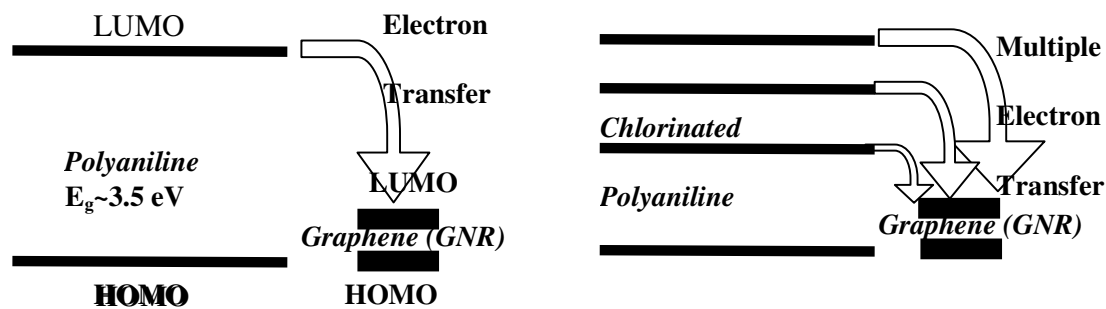 LUMO
Electron
Transfer
Polyaniline
E_g~3.5 eV
LUMO
Graphene (GNR)
HOMO
HOMO
Multiple
Electron
Chlorinated
Transfer
Polyaniline
Graphene (GNR)